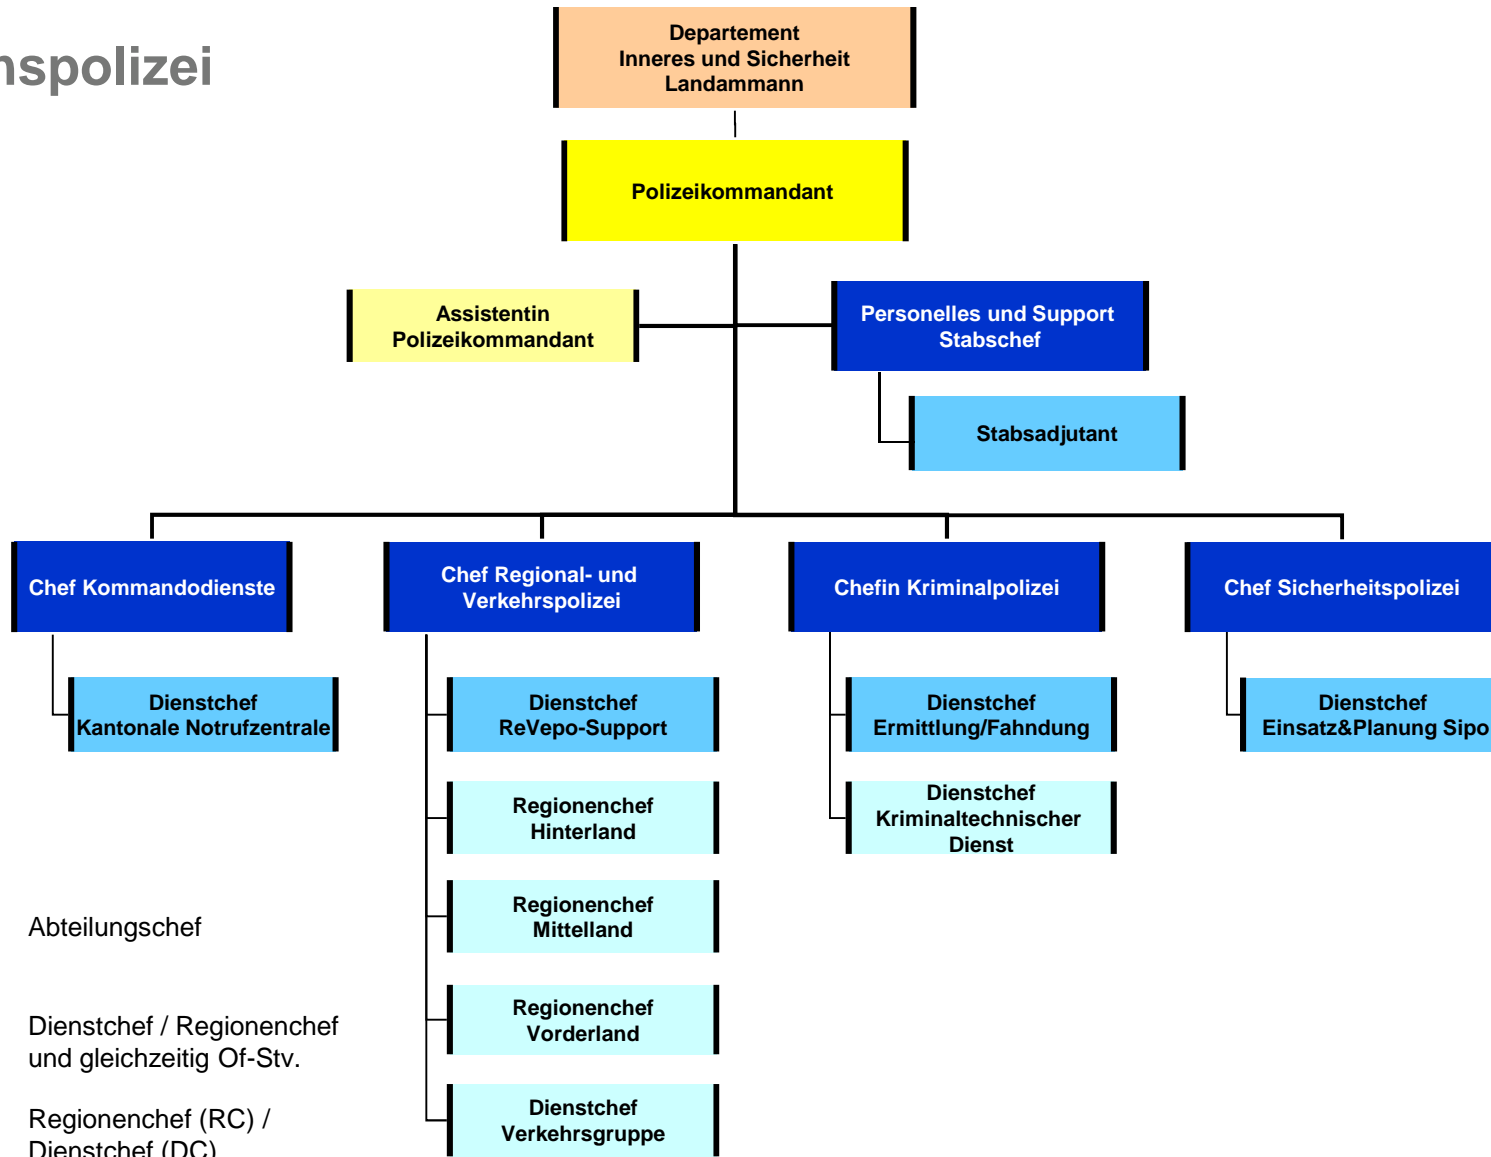 nspolizei
Departement
Inneres und Sicherheit
Landammann
Polizeikommandant
Assistentin
Polizeikommandant
Personelles und Support
Stabschef
Stabsadjutant
Chef Kommandodienste
Chef Regional- und
Verkehrspolizei
Chefin Kriminalpolizei
Chef Sicherheitspolizei
Dienstchef
Kantonale Notrufzentrale
Dienstchef
ReVepo-Support
Dienstchef
Ermittlung/Fahndung
Dienstchef
Einsatz&Planung Sipo
Regionenchef
Hinterland
Dienstchef
Kriminaltechnischer
Dienst
Regionenchef
Mittelland
Regionenchef
Vorderland
Dienstchef
Verkehrsgruppe
Abteilungschef
Dienstchef / Regionenchef
und gleichzeitig Of-Stv.
Regionenchef (RC) /
Dienstchef (DC)